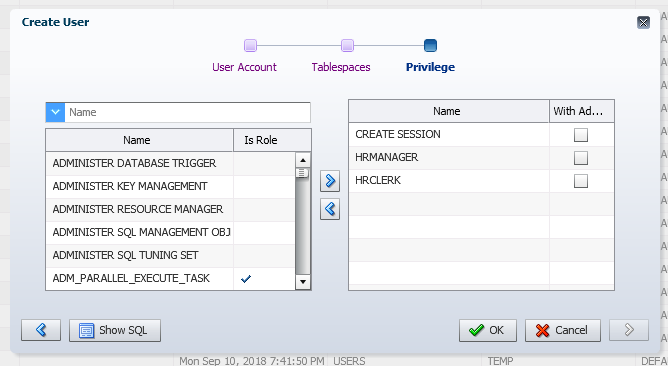 Create User
User Account Tablespaces Privilege
Name
Name Is Role
ADMINISTER DATABASE TRIGGER
ADMINISTER KEY MANAGEMENT
ADMINISTER RESOURCE MANAGER
ADMINISTER SQL MANAGEMENT OBJ
ADMINISTER SQL TUNING SET
ADM_PARALLEL_EXECUTE_TASK
Name With Ad...
CREATE SESSION
HRMANAGER
HRCLERK
Show SQL OK Cancel
Mon Sep 10, 2018 7:41:50 PM USERS TEMP DEFA